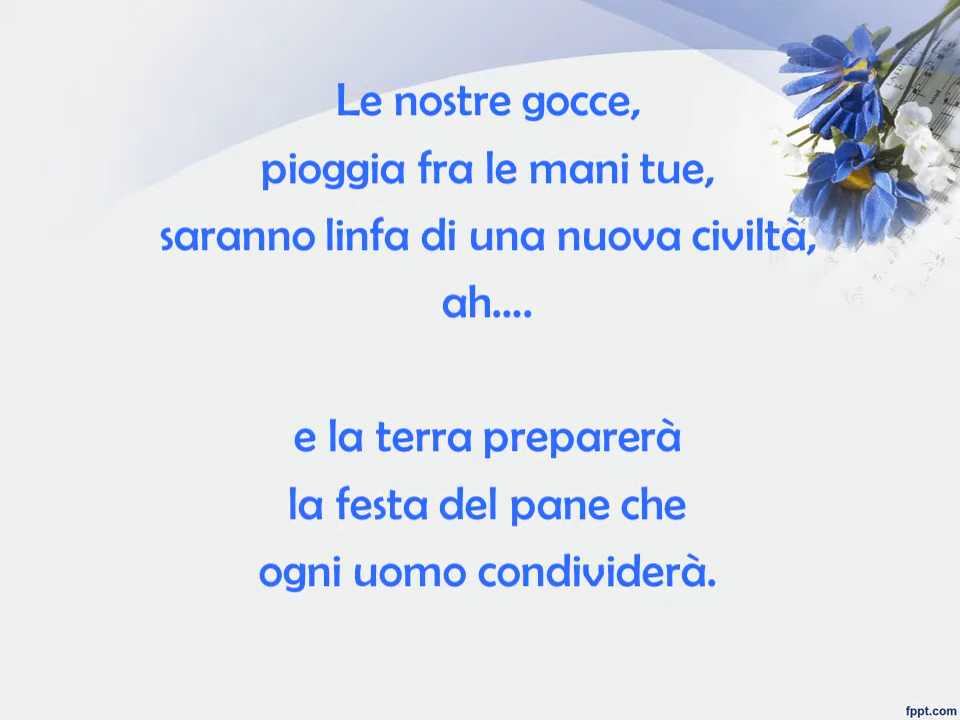 Le nostre gocce,
pioggia fra le mani tue,
saranno linfa di una nuova civiltà,
ah....
e la terra preparerà
la festa del pane che
ogni uomo condividerà.
fppt.com